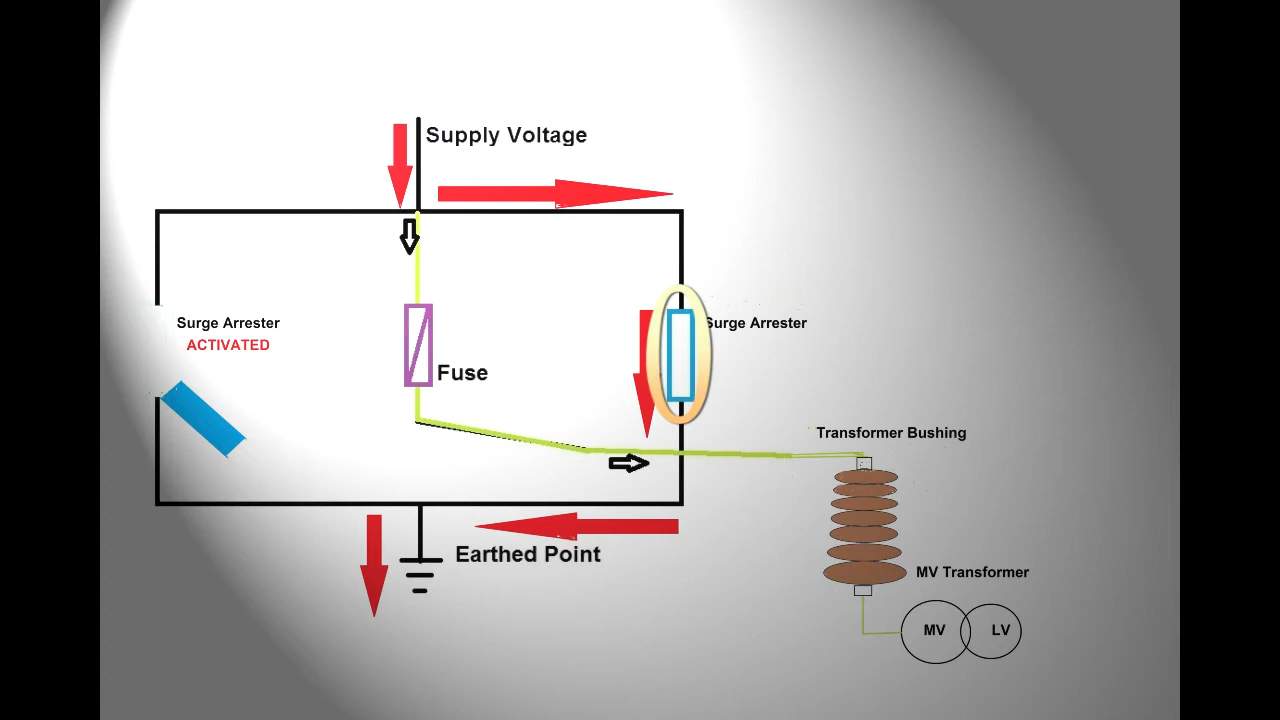 Supply Voltage
Surge Arrester
ACTIVATED
Fuse
Surge Arrester
Transformer Bushing
Earthed Point
MV Transformer
MV
LV